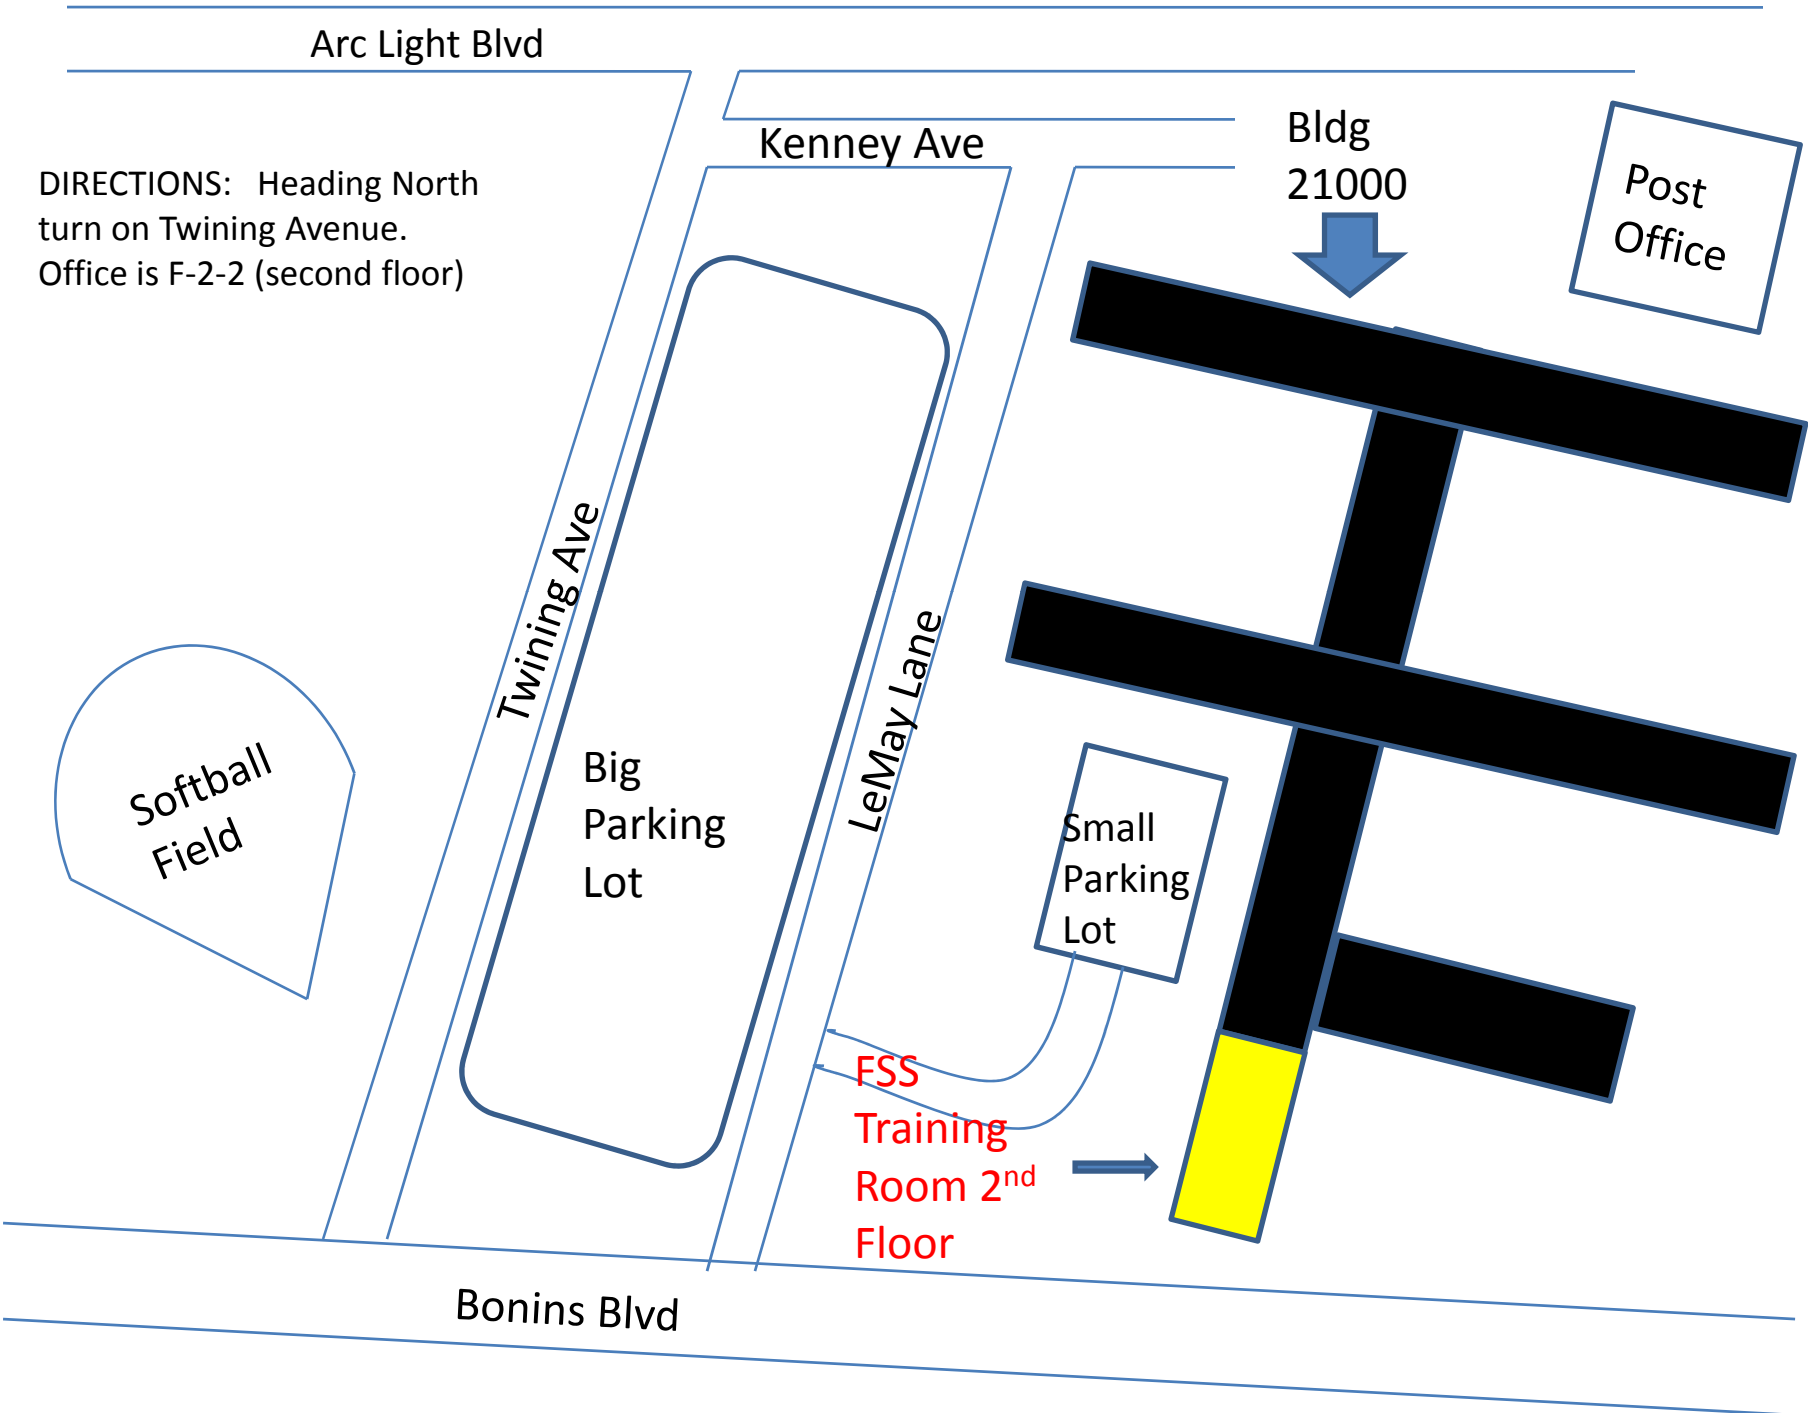 Arc Light Blvd
Kenney Ave
Bldg
21000
Post
Office
DIRECTIONS:   Heading North
turn on Twining Avenue.
Office is F-2-2 (second floor)
Twining Ave
LeMay Lane
Softball
Field
Big
Parking
Lot
Small
Parking
Lot
FSS
Training
Room 2nd
Floor
Bonins Blvd